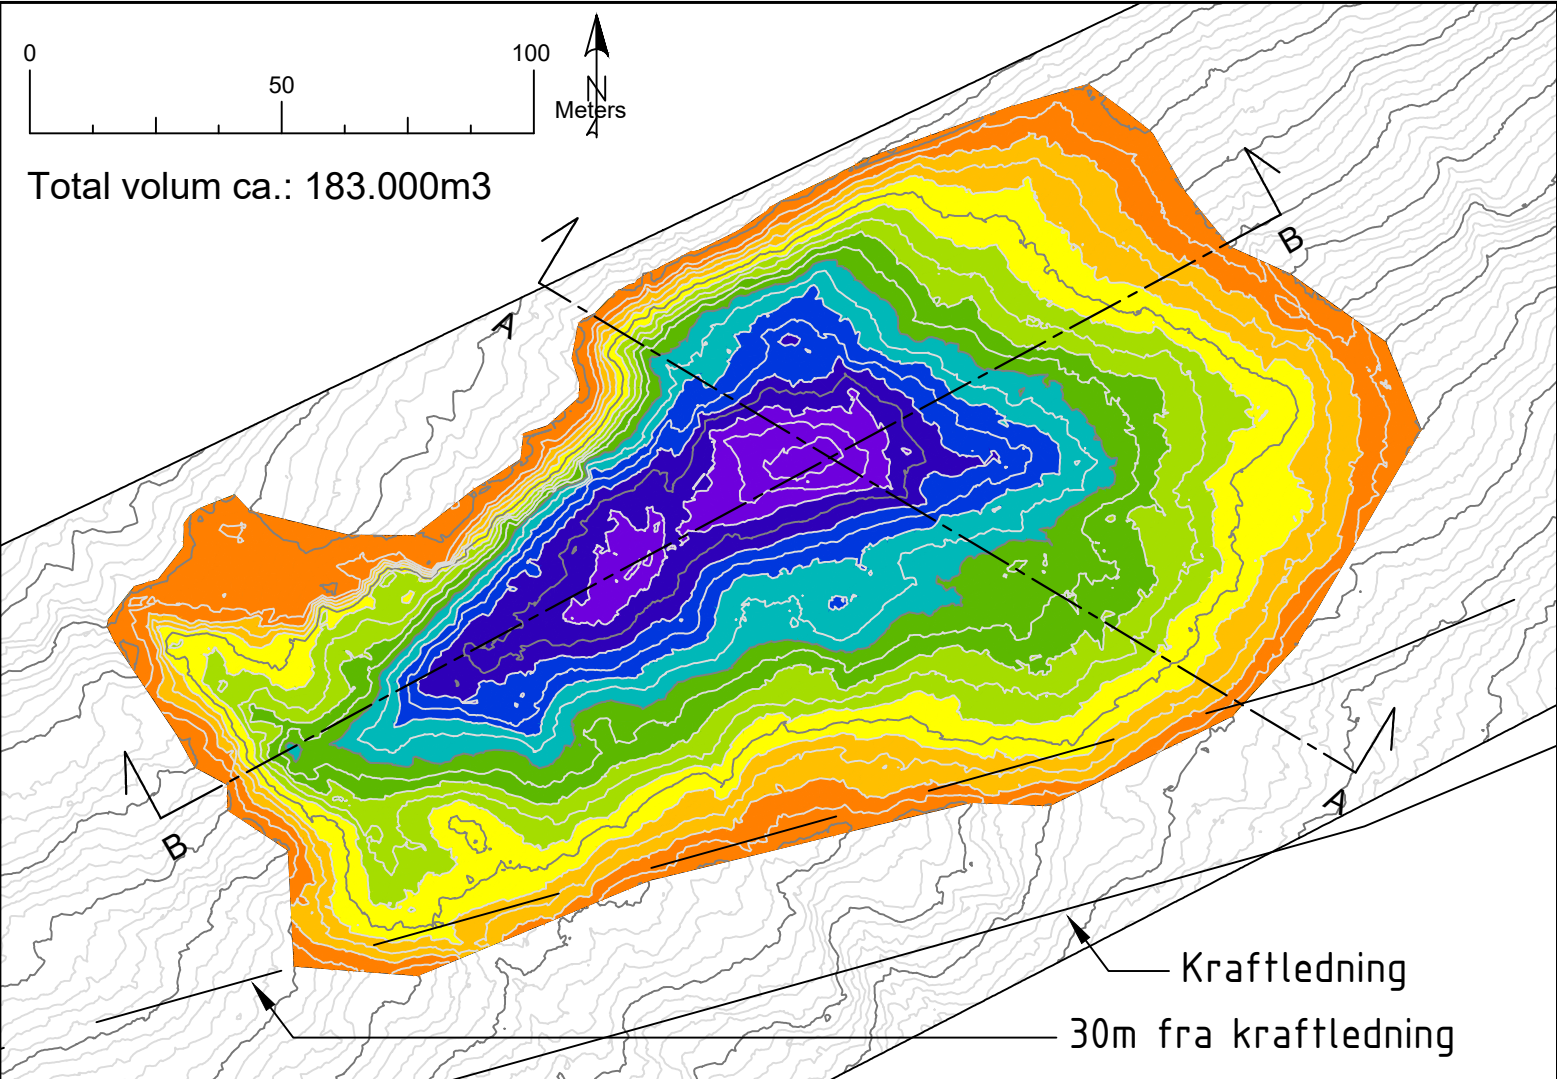 0
100
50
N
Meters
Total volum ca.: 183.000m3
B
A
A
B
Kraftledning
30m fra kraftledning